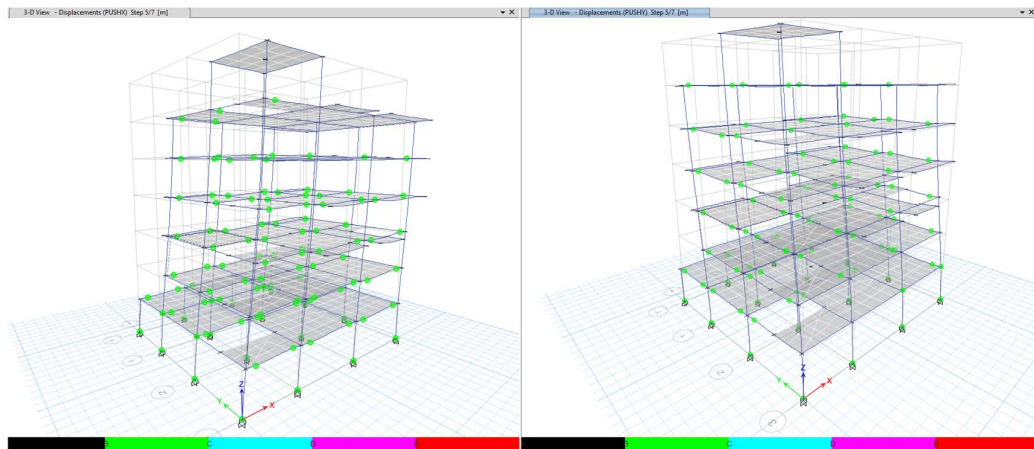 3-D View - Displacements (PUSHX) Step 5/7 [m]
3-D View - Displacements (PUSHY) Step 5/7 [m]
Z
Y
X
Z
Y
X
B
C
D
E
B
C
D
E